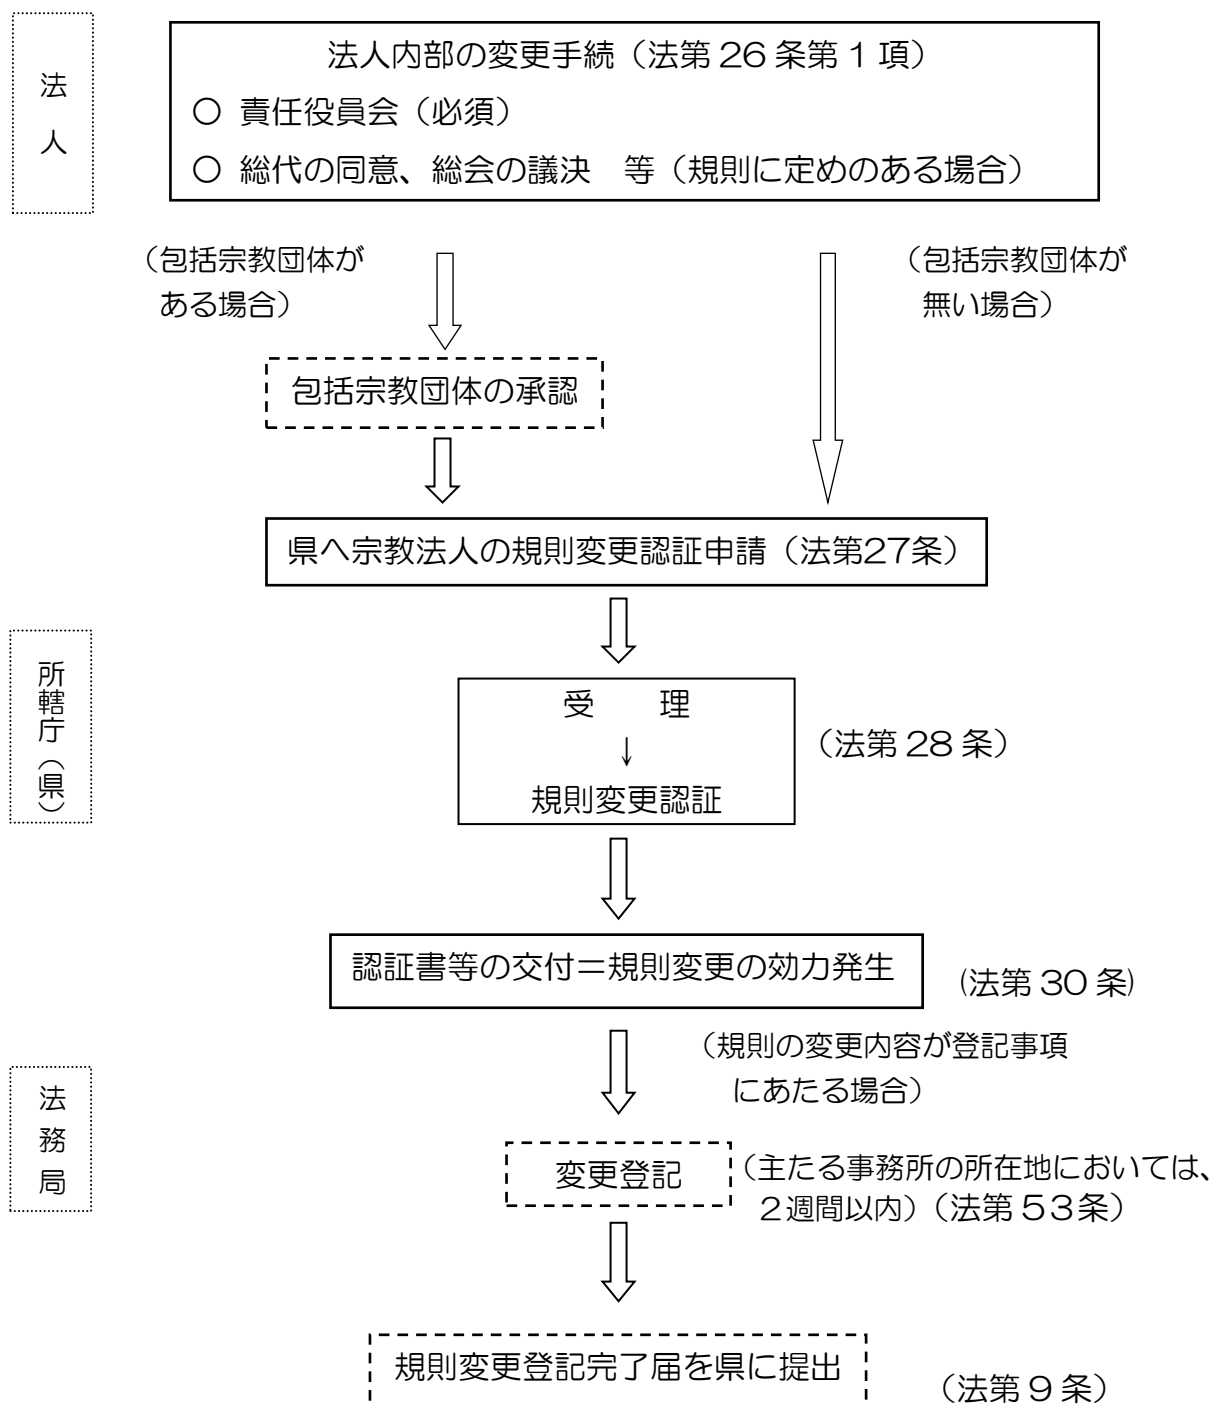 法人
法人内部の変更手続（法第２６条第１項）
○ 責任役員会（必須）
○ 総代の同意、総会の議決　等（規則に定めのある場合）
（包括宗教団体が
ある場合）
（包括宗教団体が
無い場合）
包括宗教団体の承認
県へ宗教法人の規則変更認証申請（法第27条）
所轄庁（県）
受　　理
↓
規則変更認証
（法第２８条）
認証書等の交付＝規則変更の効力発生
(法第３０条)
（規則の変更内容が登記事項
にあたる場合）
法務局
変更登記
（主たる事務所の所在地においては、
２週間以内）（法第５３条）
規則変更登記完了届を県に提出
（法第９条）